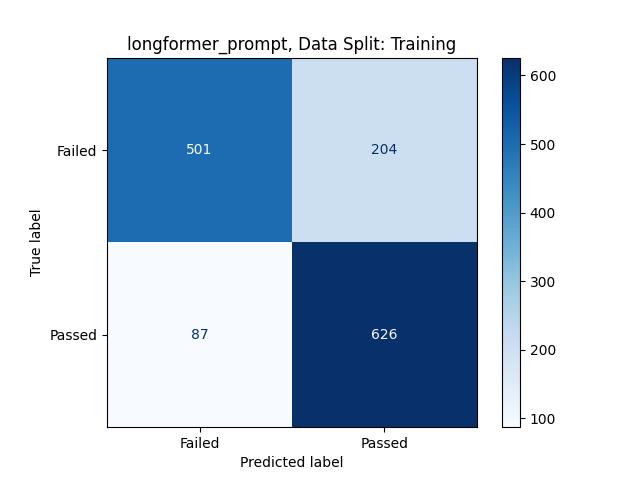 longformer_prompt, Data Split: Training
True label
Failed
501
204
Passed
87
626
Failed
Passed
Predicted label
600
500
400
300
200
100